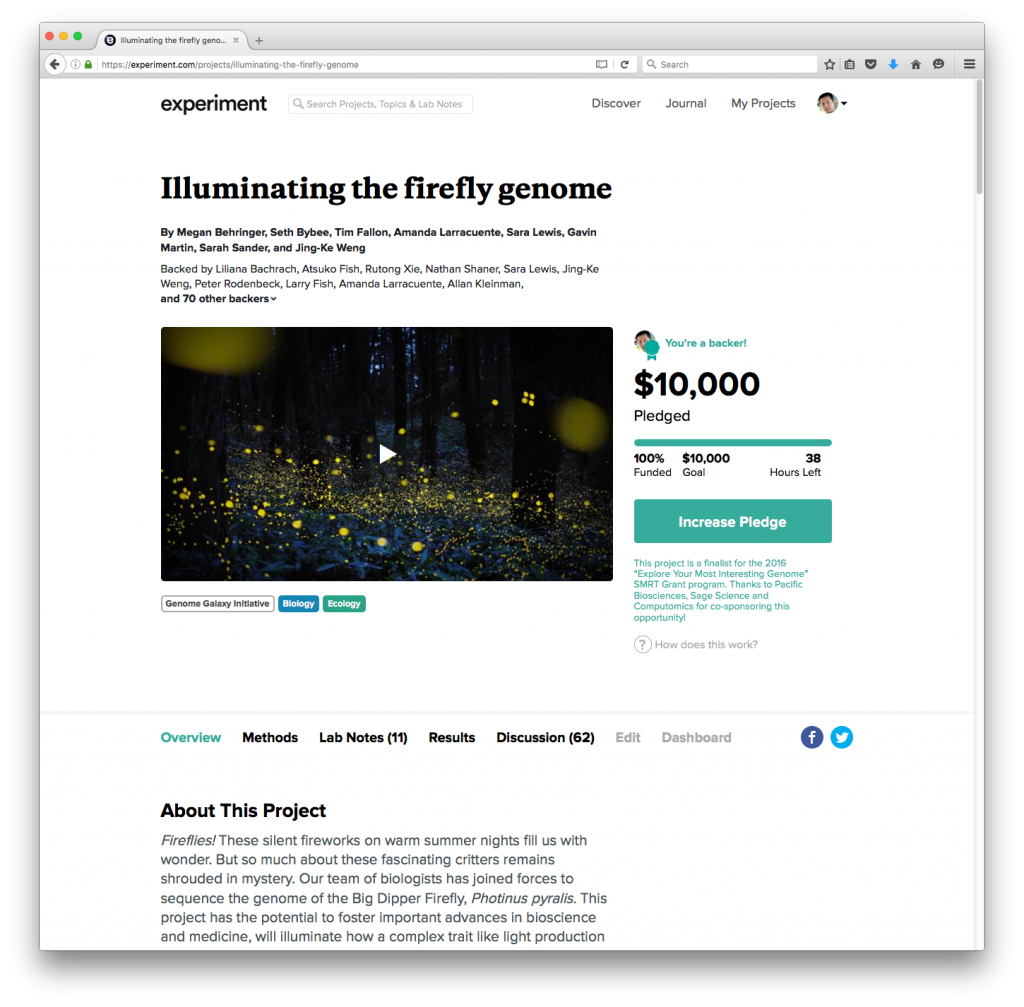 Illuminating the firefly geno...
https://experiment.com/projects/illuminating-the-firefly-genome
Search
experiment
Search Projects, Topics & Lab Notes
Discover
Journal
My Projects
Illuminating the firefly genome
By Megan Behringer, Seth Bybee, Tim Fallon, Amanda Larracuente, Sara Lewis, Gavin
Martin, Sarah Sander, and Jing-Ke Weng
Backed by Liliana Bachrach, Atsuko Fish, Rutong Xie, Nathan Shaner, Sara Lewis, Jing-Ke
Weng, Peter Rodenbeck, Larry Fish, Amanda Larracuente, Allan Kleinman,
and 70 other backers
You're a backer!
$10,000
Pledged
100% $10,000 38
Funded Goal Hours Left
Increase Pledge
This project is a finalist for the 2016
"Explore Your Most Interesting Genome"
SMRT Grant program. Thanks to Pacific
Biosciences, Sage Science and
Computomics for co-sponsoring this
opportunity!
? How does this work?
Genome Galaxy Initiative
Biology
Ecology
Overview
Methods
Lab Notes (11)
Results
Discussion (62)
Edit
Dashboard
About This Project
Fireflies! These silent fireworks on warm summer nights fill us with
wonder. But so much about these fascinating critters remains
shrouded in mystery. Our team of biologists has joined forces to
sequence the genome of the Big Dipper Firefly, Photinus pyralis. This
project has the potential to foster important advances in bioscience
and medicine, will illuminate how a complex trait like light production